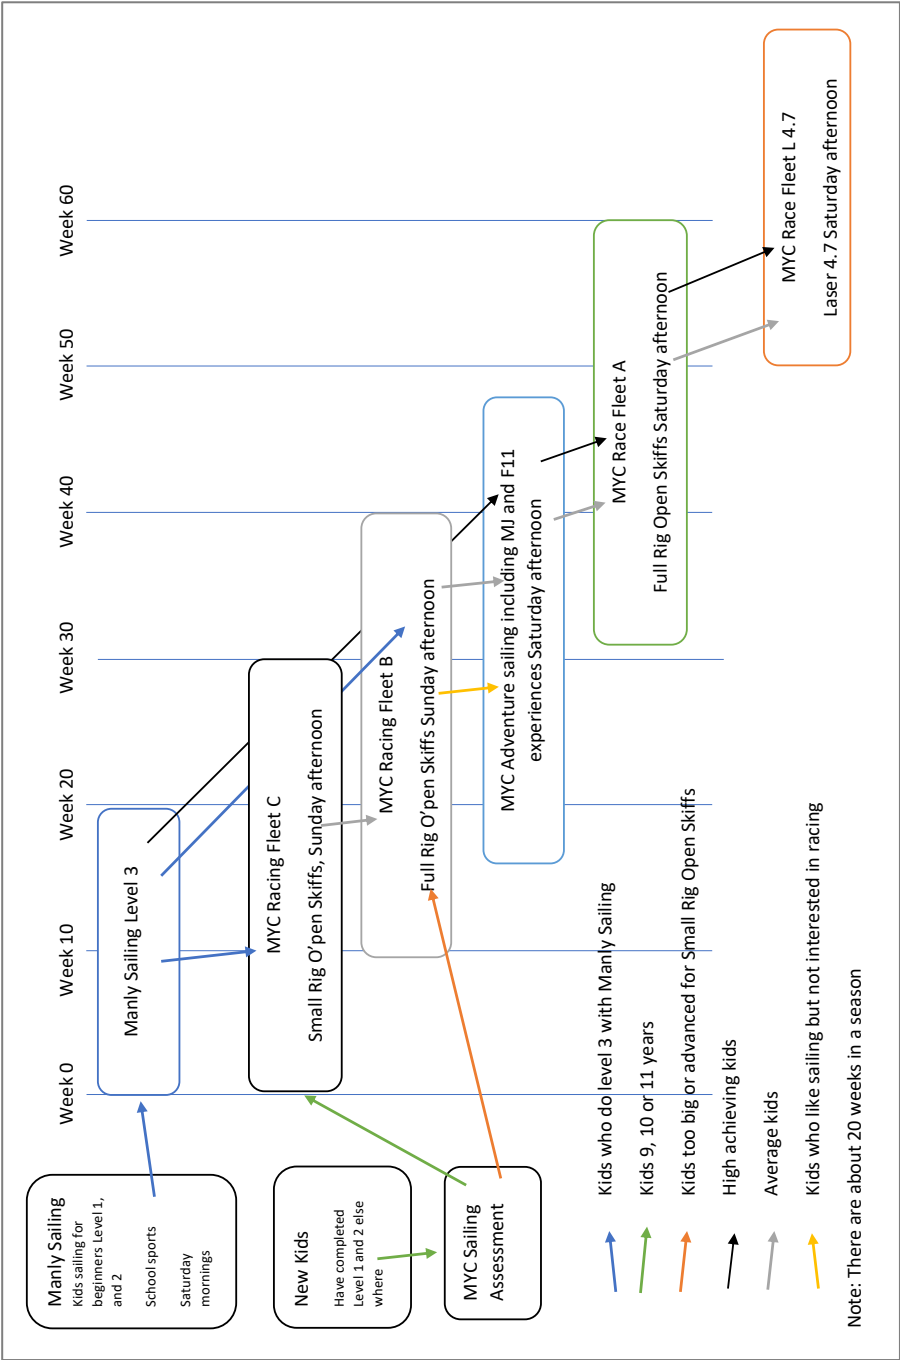 Week 0
Week 10
Week 20
Week 30
Week 40
Week 50
Week 60
Manly Sailing
Kids sailing for
beginners Level 1,
and 2
School sports
Saturday
mornings
Manly Sailing Level 3
New Kids
Have completed
Level 1 and 2 else
where
MYC Racing Fleet C
Small Rig O'pen Skiffs, Sunday afternoon
MYC Racing Fleet B
Full Rig O'pen Skiffs Sunday afternoon
MYC Sailing
Assessment
MYC Adventure sailing including MJ and F11
experiences Saturday afternoon
MYC Race Fleet A
Full Rig Open Skiffs Saturday afternoon
MYC Race Fleet L 4.7
Laser 4.7 Saturday afternoon
Kids who do level 3 with Manly Sailing
Kids 9, 10 or 11 years
Kids too big or advanced for Small Rig Open Skiffs
High achieving kids
Average kids
Kids who like sailing but not interested in racing
Note: There are about 20 weeks in a season